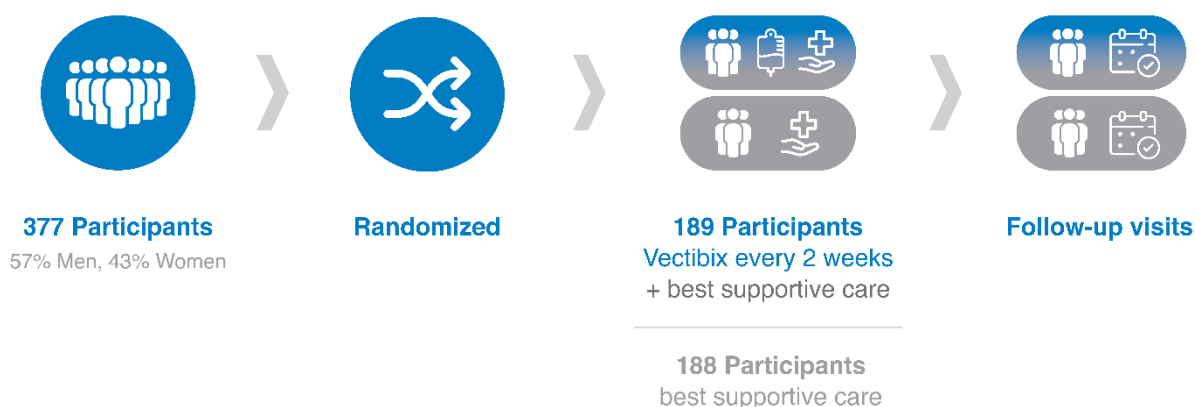 377 Participants
57% Men, 43% Women
Randomized
189 Participants
Vectibix every 2 weeks
+ best supportive care
188 Participants
best supportive care
Follow-up visits